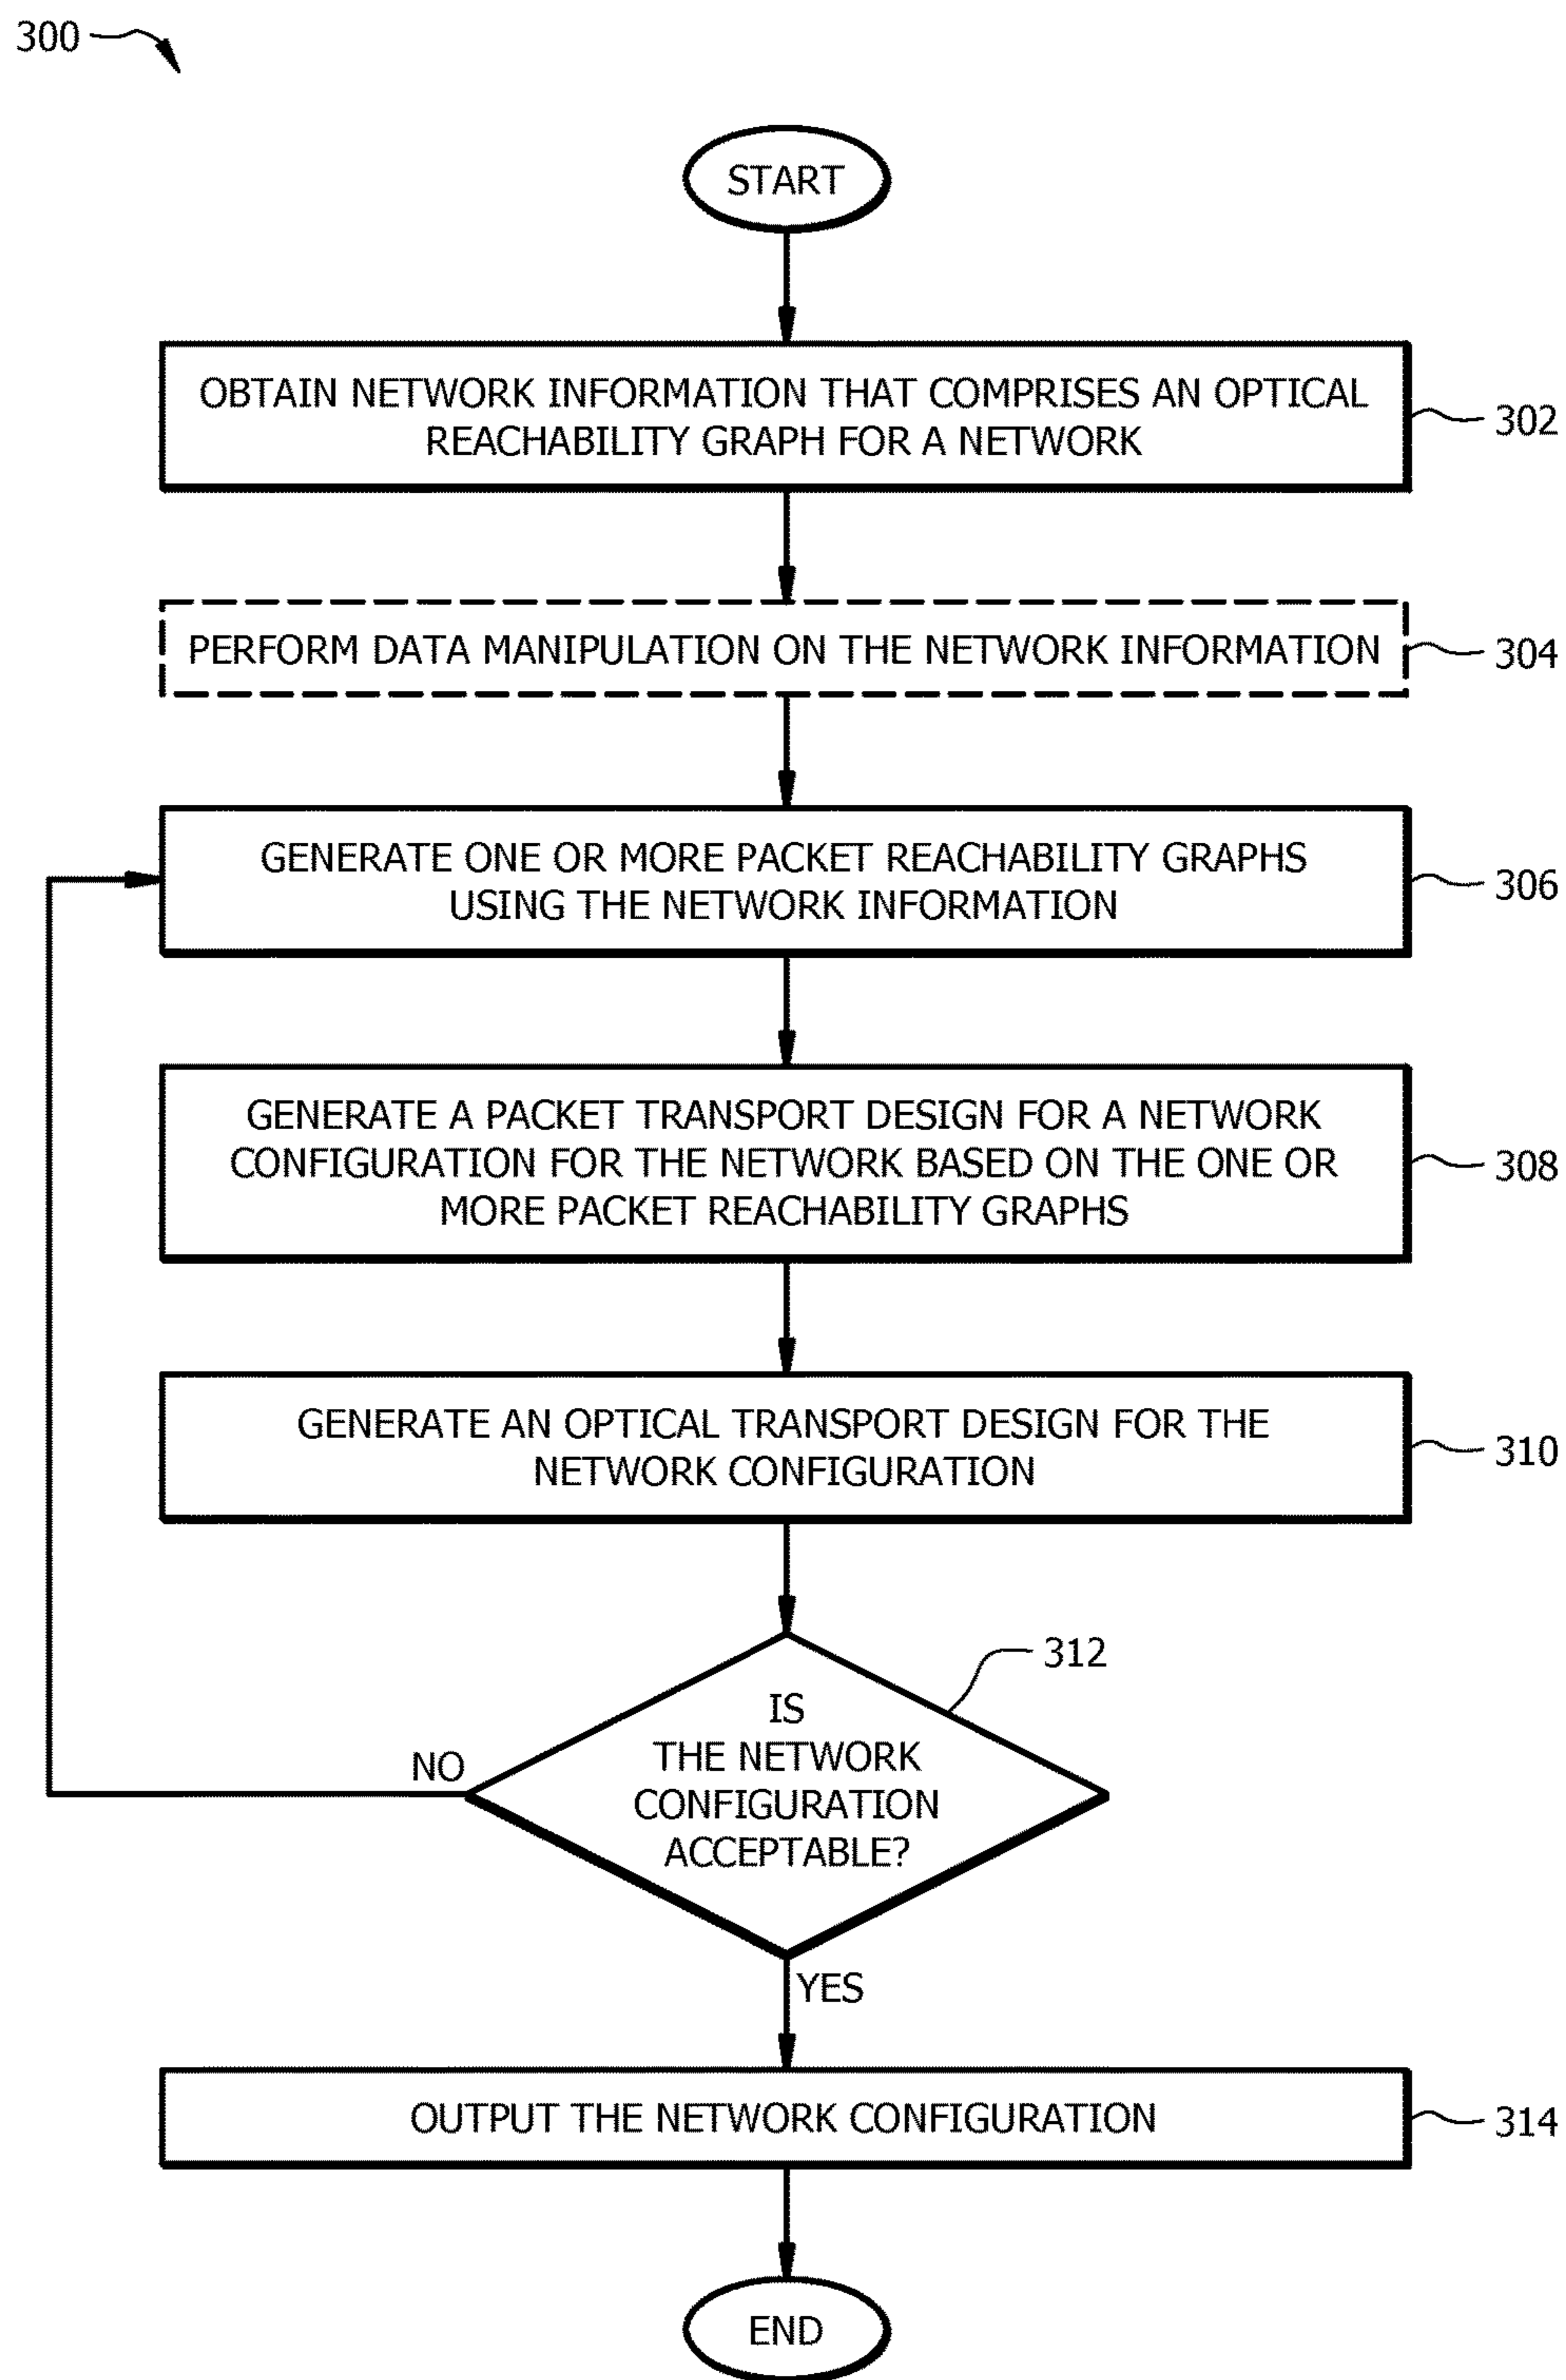 300
START
OBTAIN NETWORK INFORMATION THAT COMPRISES AN OPTICAL
REACHABILITY GRAPH FOR A NETWORK
302
PERFORM DATA MANIPULATION ON THE NETWORK INFORMATION
304
GENERATE ONE OR MORE PACKET REACHABILITY GRAPHS
USING THE NETWORK INFORMATION
306
GENERATE A PACKET TRANSPORT DESIGN FOR A NETWORK
CONFIGURATION FOR THE NETWORK BASED ON THE ONE OR
MORE PACKET REACHABILITY GRAPHS
308
GENERATE AN OPTICAL TRANSPORT DESIGN FOR THE
NETWORK CONFIGURATION
310
312
IS
THE NETWORK
CONFIGURATION
ACCEPTABLE?
NO
YES
OUTPUT THE NETWORK CONFIGURATION
314
END